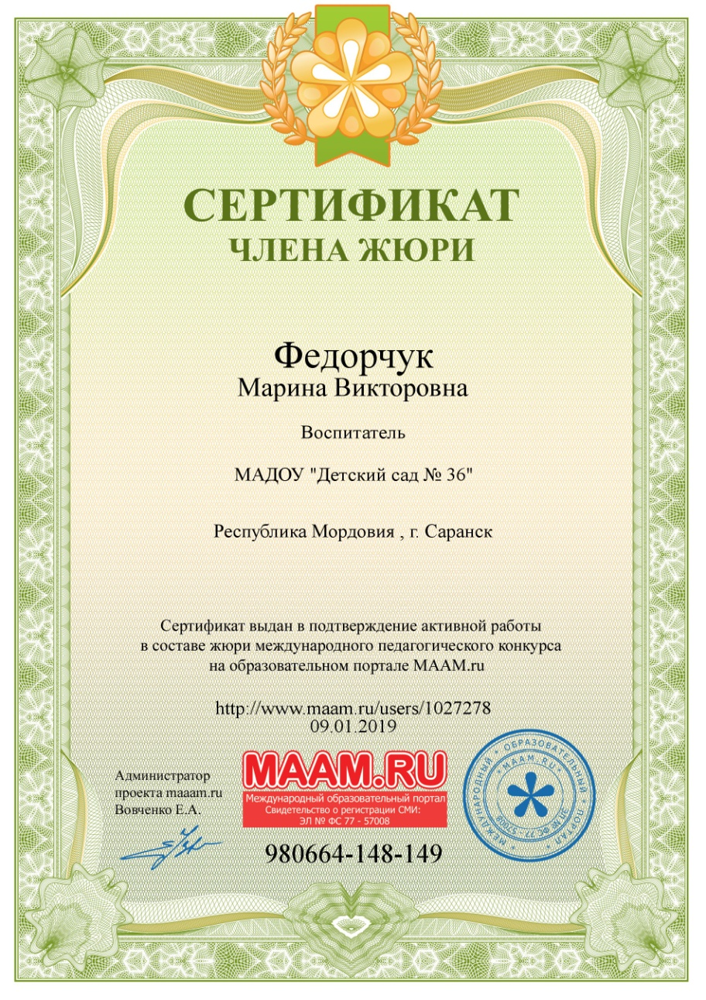 СЕРТИФИКАТ
ЧЛЕНА ЖЮРИ
Федорчук
Марина Викторовна
Воспитатель
МАДОУ "Детский сад № 36"
Республика Мордовия , г. Саранск
Сертификат выдан в подтверждение активной работы
в составе жюри международного педагогического конкурса
на образовательном портале МААМ.ru
http://www.maam.ru/users/1027278
09.01.2019
Администратор
проекта maaam.ru
Вовченко Е.А.
MAAM.RU
Международный образовательный портал
Свидетельство о регистрации СМИ:
ЭЛ № ФС 77 - 57008
980664-148-149
МЕЖДУНАРОДНЫЙ * ОБРАЗОВАТЕЛЬНЫЙ * ПОРТАЛ *
* МААМ.RU *
ЭЛ № ФС 77-57008